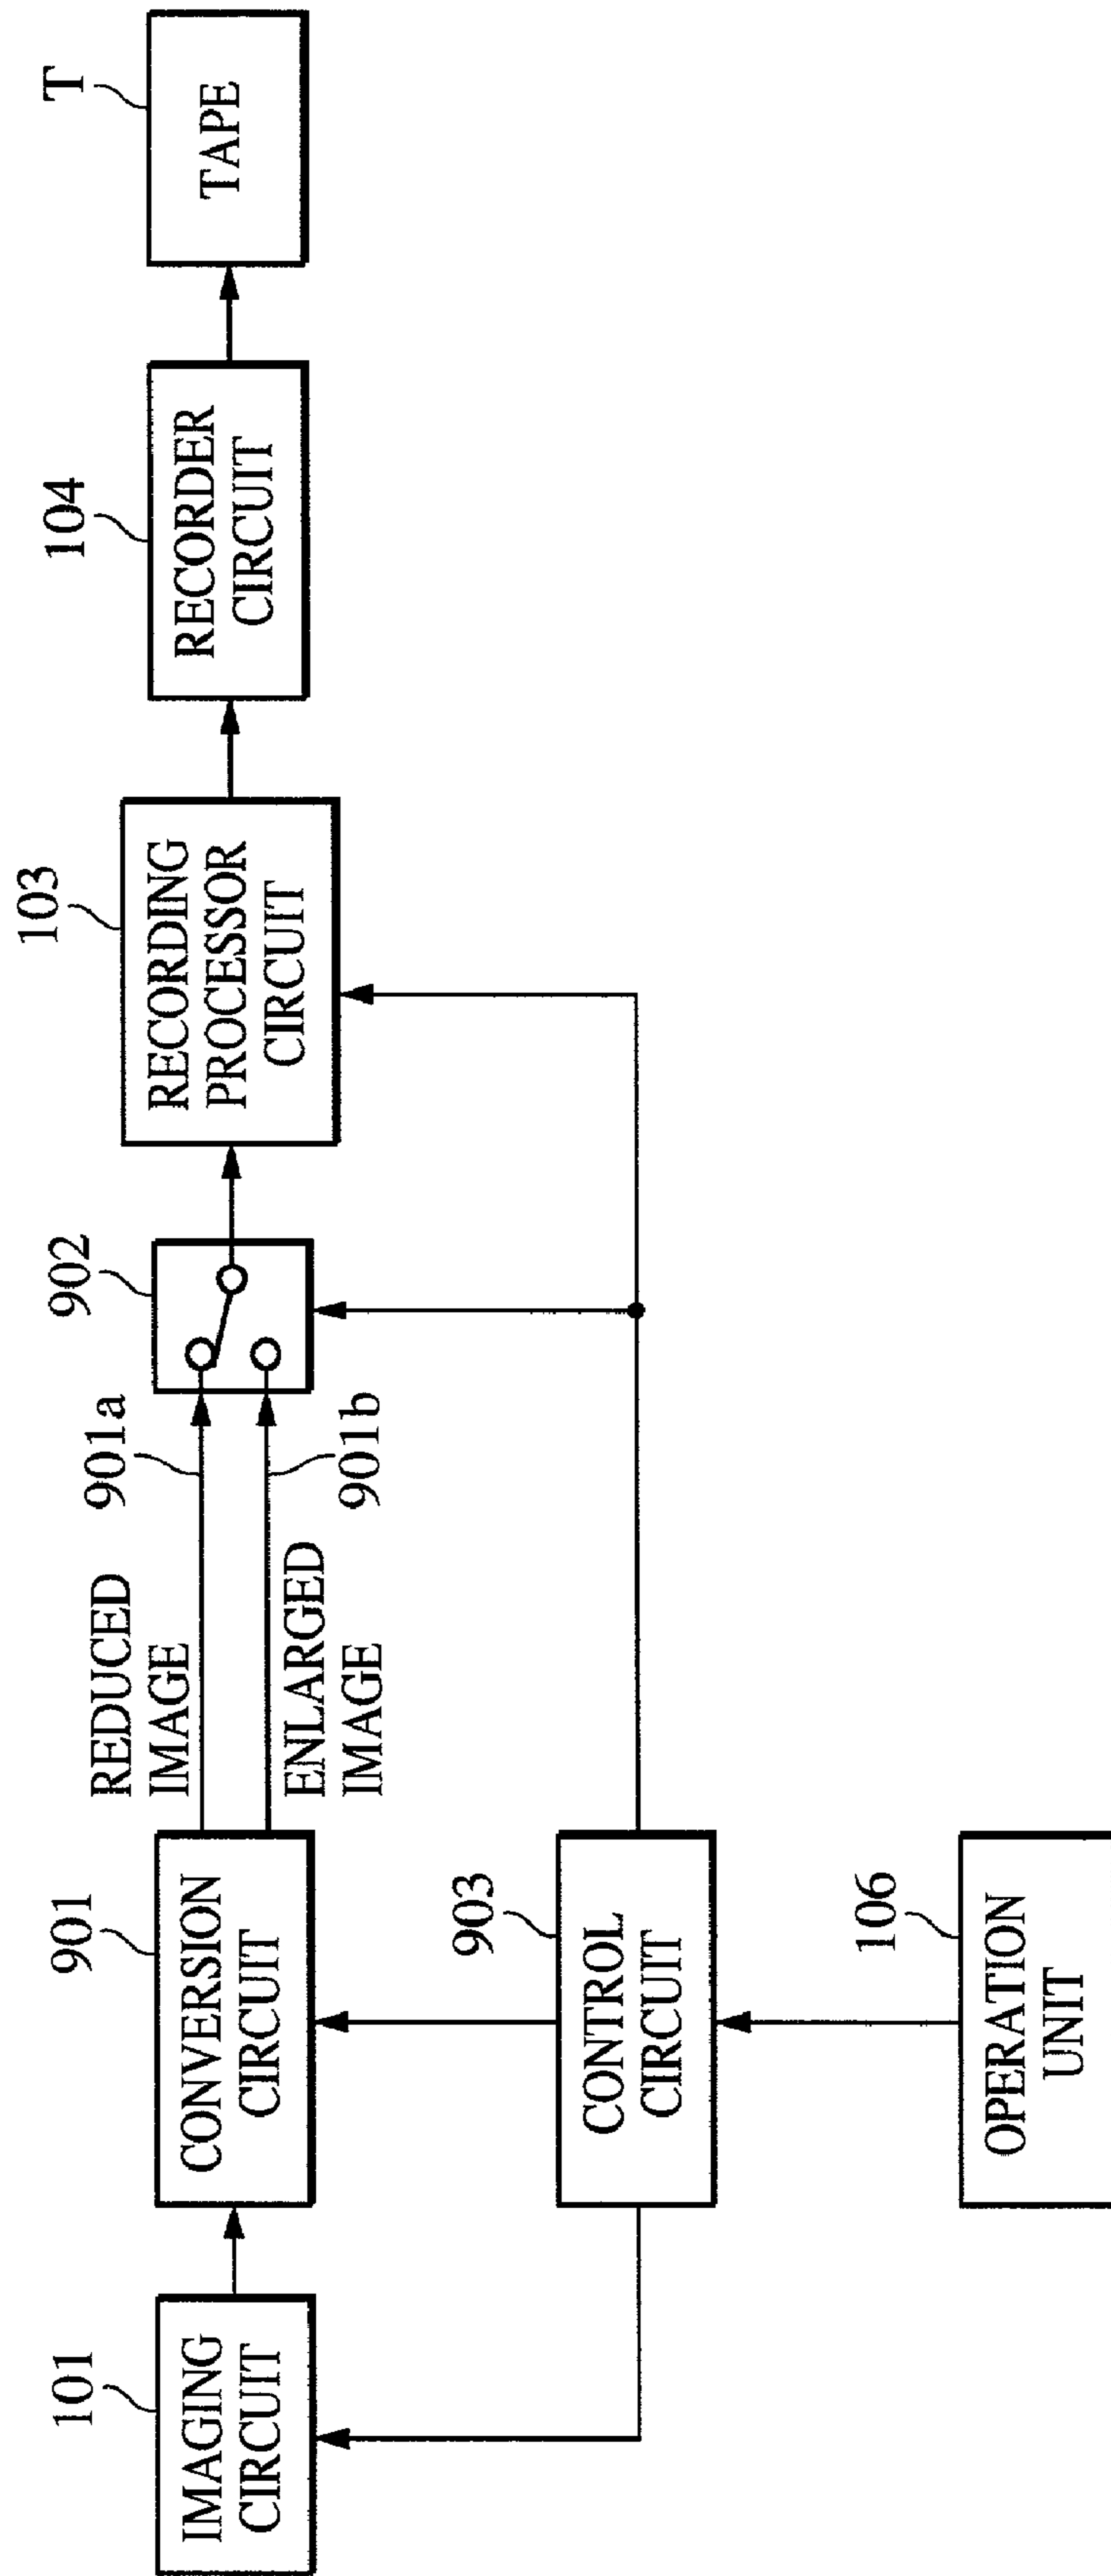 101
IMAGING
CIRCUIT
901
CONVERSION
CIRCUIT
REDUCED
IMAGE
901a
ENLARGED
IMAGE
901b
902
103
RECORDING
PROCESSOR
CIRCUIT
104
RECORDER
CIRCUIT
T
TAPE
903
CONTROL
CIRCUIT
106
OPERATION
UNIT